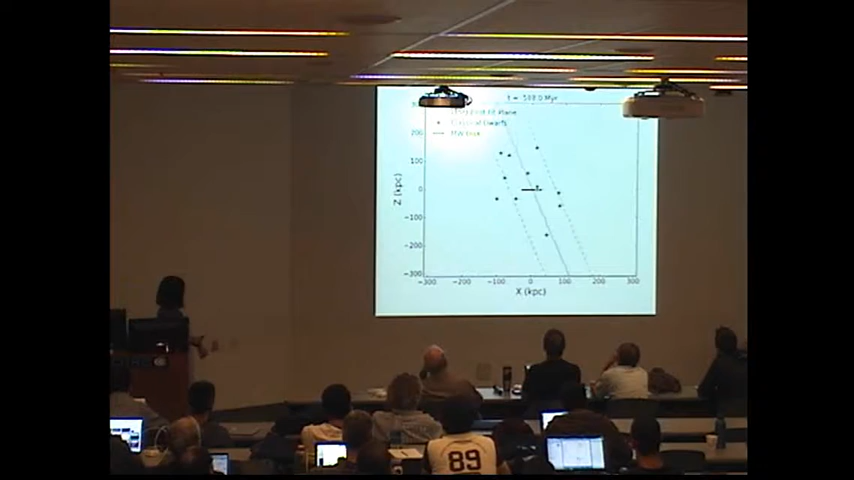 t = -588.0 Myr
Classical Dwarfs
MW Disk
Z (kpc)
200
100
0
−100
−200
−300
−300 −200 −100 0 100 200 300
X (kpc)
89